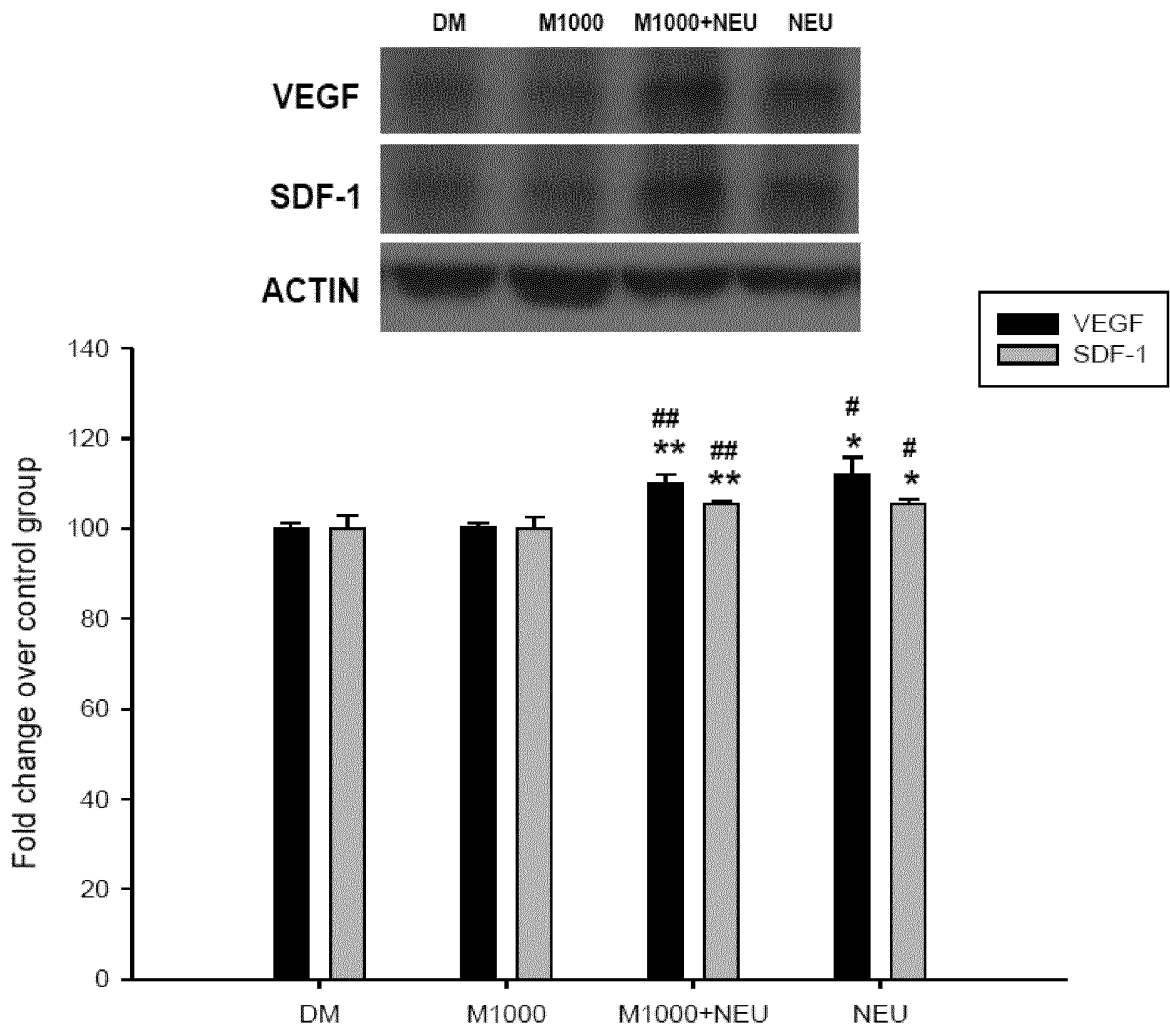 DM M1000 M1000+NEU NEU
VEGF
SDF-1
ACTIN
VEGF
SDF-1
140
120
100
80
60
40
20
0
Fold change over control group
##
**
##
**
#
*
#
*
DM M1000 M1000+NEU NEU